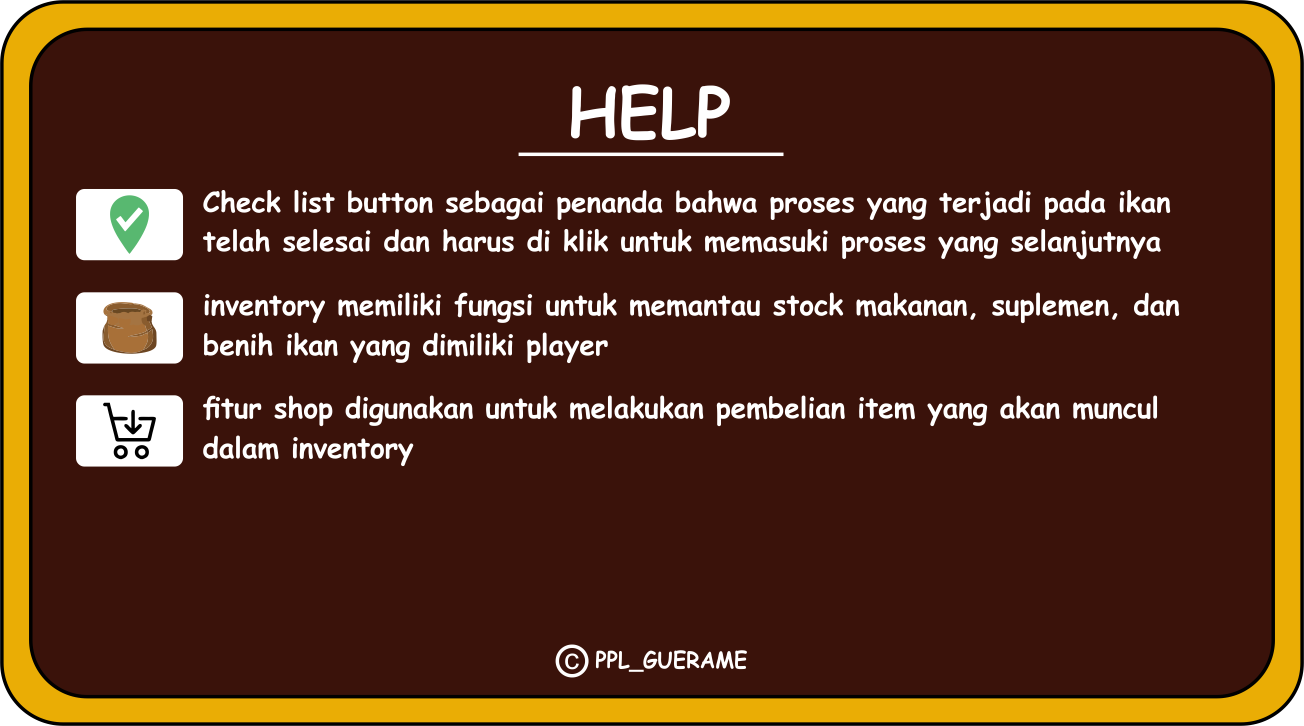 HELP
Check list button sebagai penanda bahwa proses yang terjadi pada ikan
telah selesai dan harus di klik untuk memasuki proses yang selanjutnya
inventory memiliki fungsi untuk memantau stock makanan, suplemen, dan
benih ikan yang dimiliki player
fitur shop digunakan untuk melakukan pembelian item yang akan muncul
dalam inventory
© PPL_GUERAME